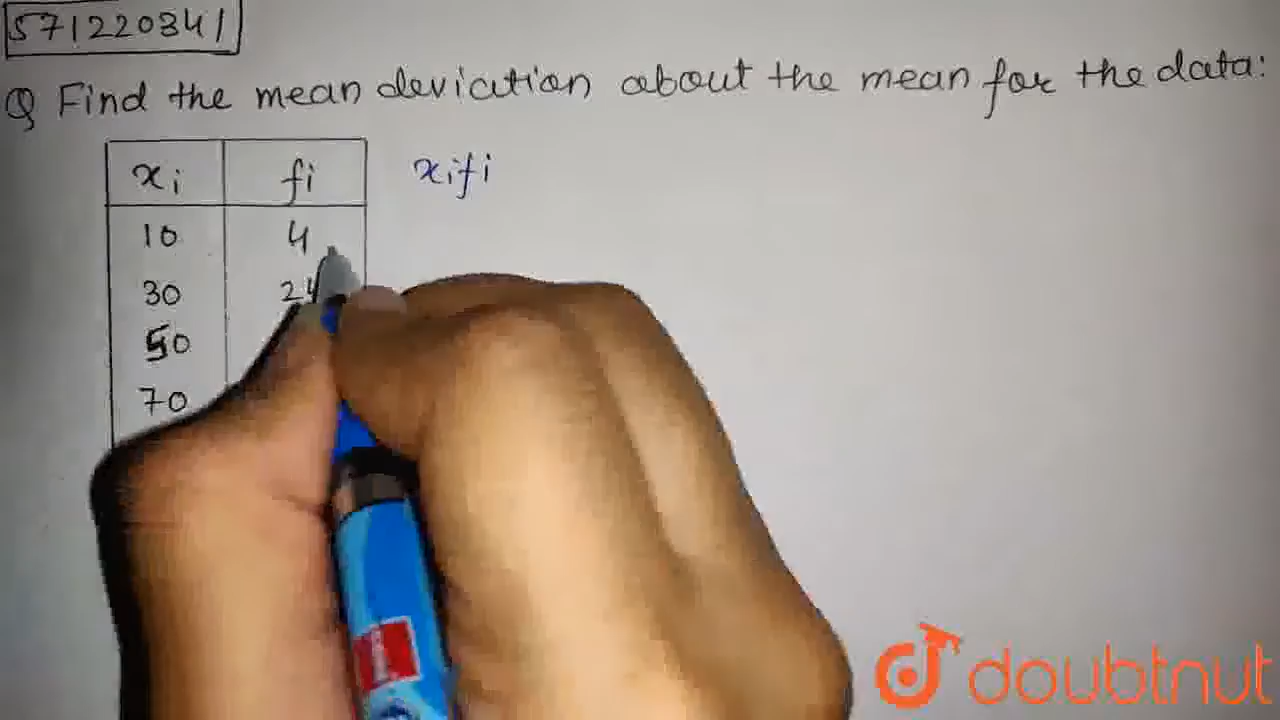 571220341
Q Find the mean deviation about the mean for the data:
xi fi xifi
10 4
30 24
50
70
doubtnut